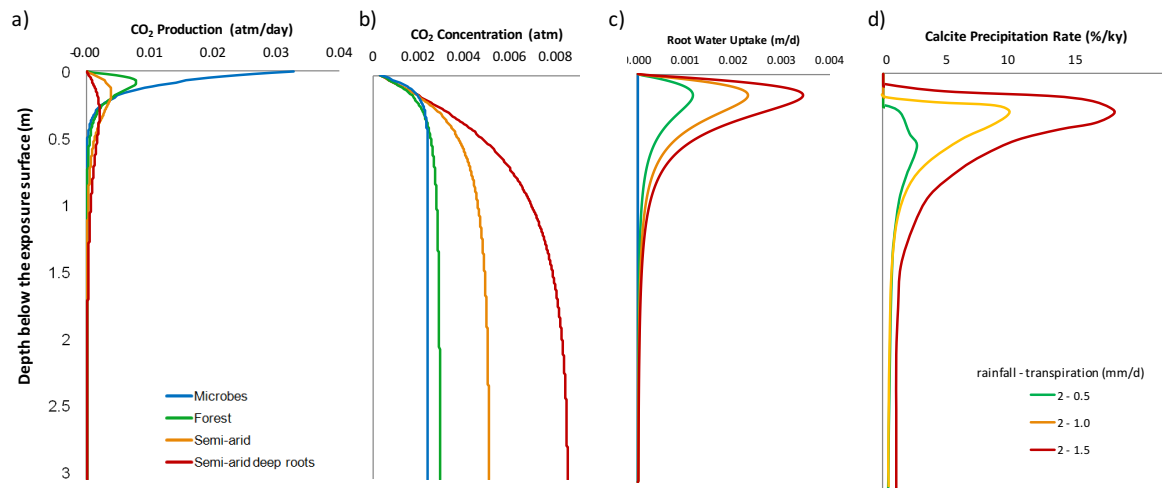 a)
CO2 Production (atm/day)
-0.00 0.01 0.02 0.03 0.04
b)
CO2 Concentration (atm)
0 0.002 0.004 0.006 0.008
c)
Root Water Uptake (m/d)
).000 0.001 0.002 0.003 0.004
d)
Calcite Precipitation Rate (%/ky)
0 5 10 15
Depth below the exposure surface (m)
0
0.5
1
1.5
2
2.5
3
Microbes
Forest
Semi-arid
Semi-arid deep roots
rainfall - transpiration (mm/d)
2 - 0.5
2 - 1.0
2 - 1.5